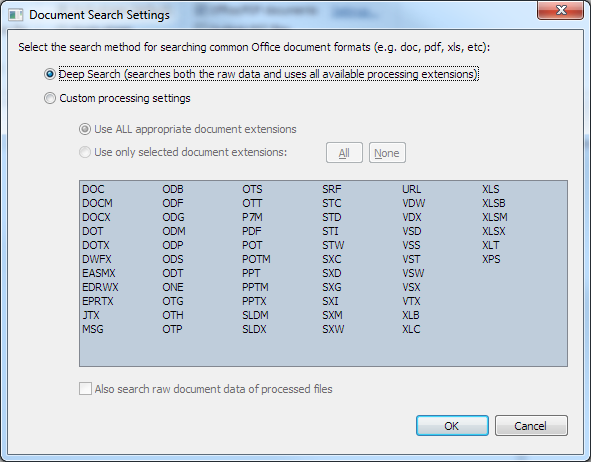 Document Search Settings
Select the search method for searching common Office document formats (e.g. doc, pdf, xls, etc):
Deep Search (searches both the raw data and uses all available processing extensions)
Custom processing settings
Use ALL appropriate document extensions
Use only selected document extensions: All None
DOC ODB OTS SRF URL XLS
DOCM ODF OTT STC VDW XLSB
DOCX ODG P7M STD VDX XLSM
DOT ODM PDF STI VSD XLSX
DOTX ODP POT STW VSS XLT
DWFX ODS POTM SXC VST XPS
EASMX ODT PPT SXD VSW
EDRWX ONE PPTM SXG VSX
EPRTX OTG PPTX SXI VTX
JTX OTH SLDM SXM XLB
MSG OTP SLDX SXW XLC
Also search raw document data of processed files
OK Cancel